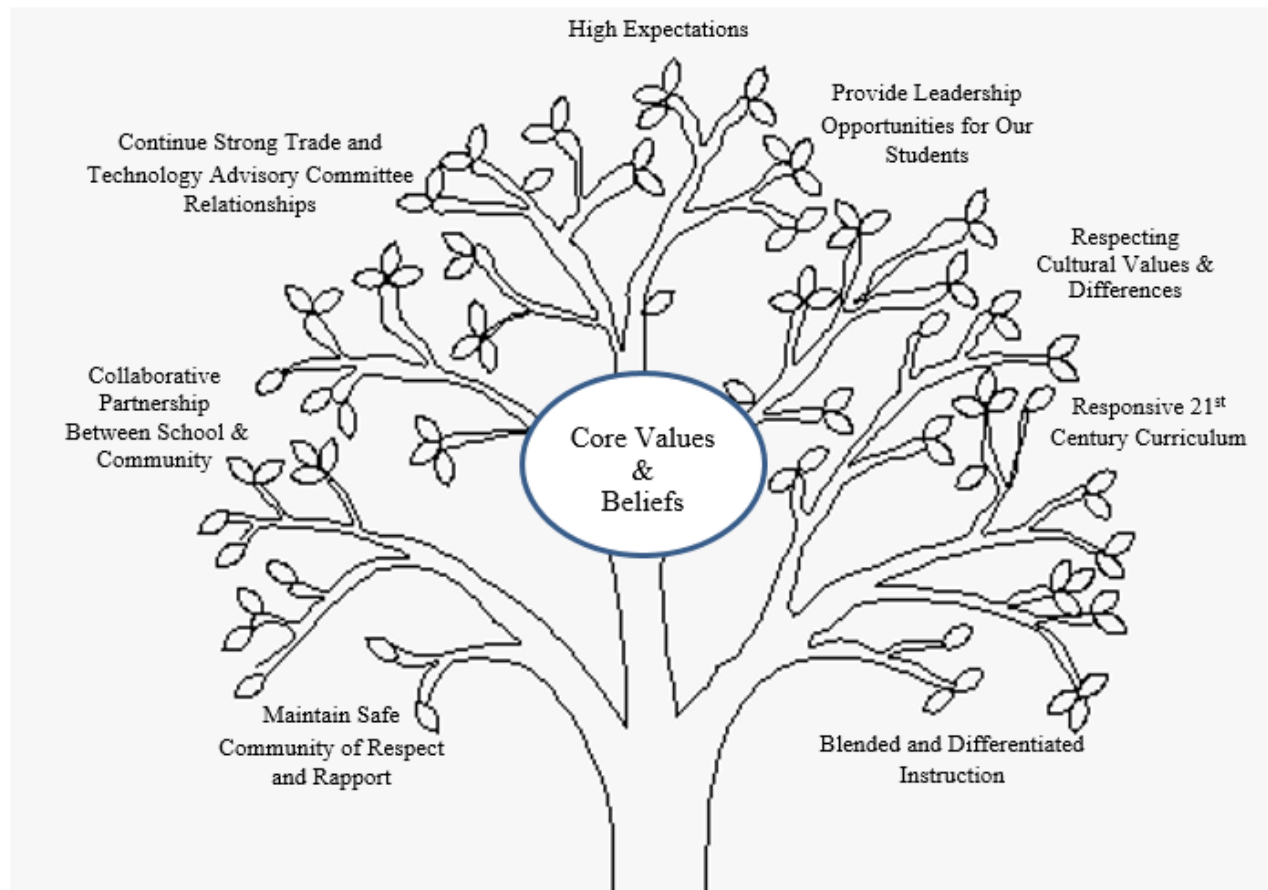 High Expectations
Provide Leadership
Opportunities for Our
Students
Continue Strong Trade and
Technology Advisory Committee
Relationships
Respecting
Cultural Values &
Differences
Collaborative
Partnership
Between School &
Community
Responsive 21st
Century Curriculum
Core Values
&
Beliefs
Maintain Safe
Community of Respect
and Rapport
Blended and Differentiated
Instruction